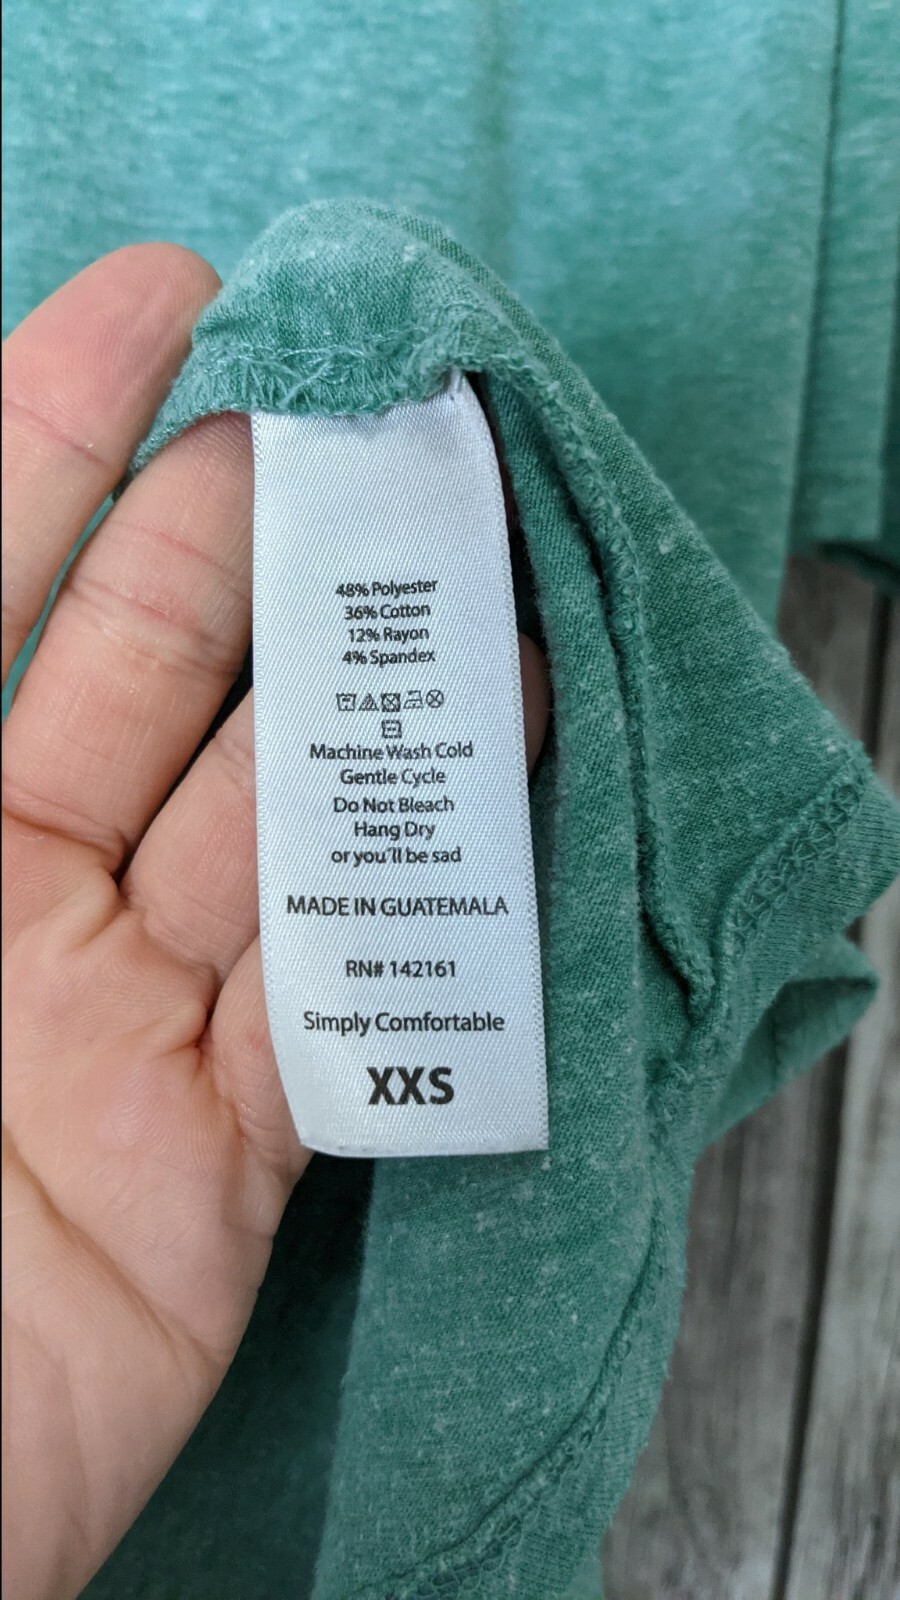 48% Polyester
36% Cotton
12% Rayon
4% Spandex
Machine Wash Cold
Gentle Cycle
Do Not Bleach
Hang Dry
or you'll be sad
MADE IN GUATEMALA
RN# 142161
Simply Comfortable
XXS